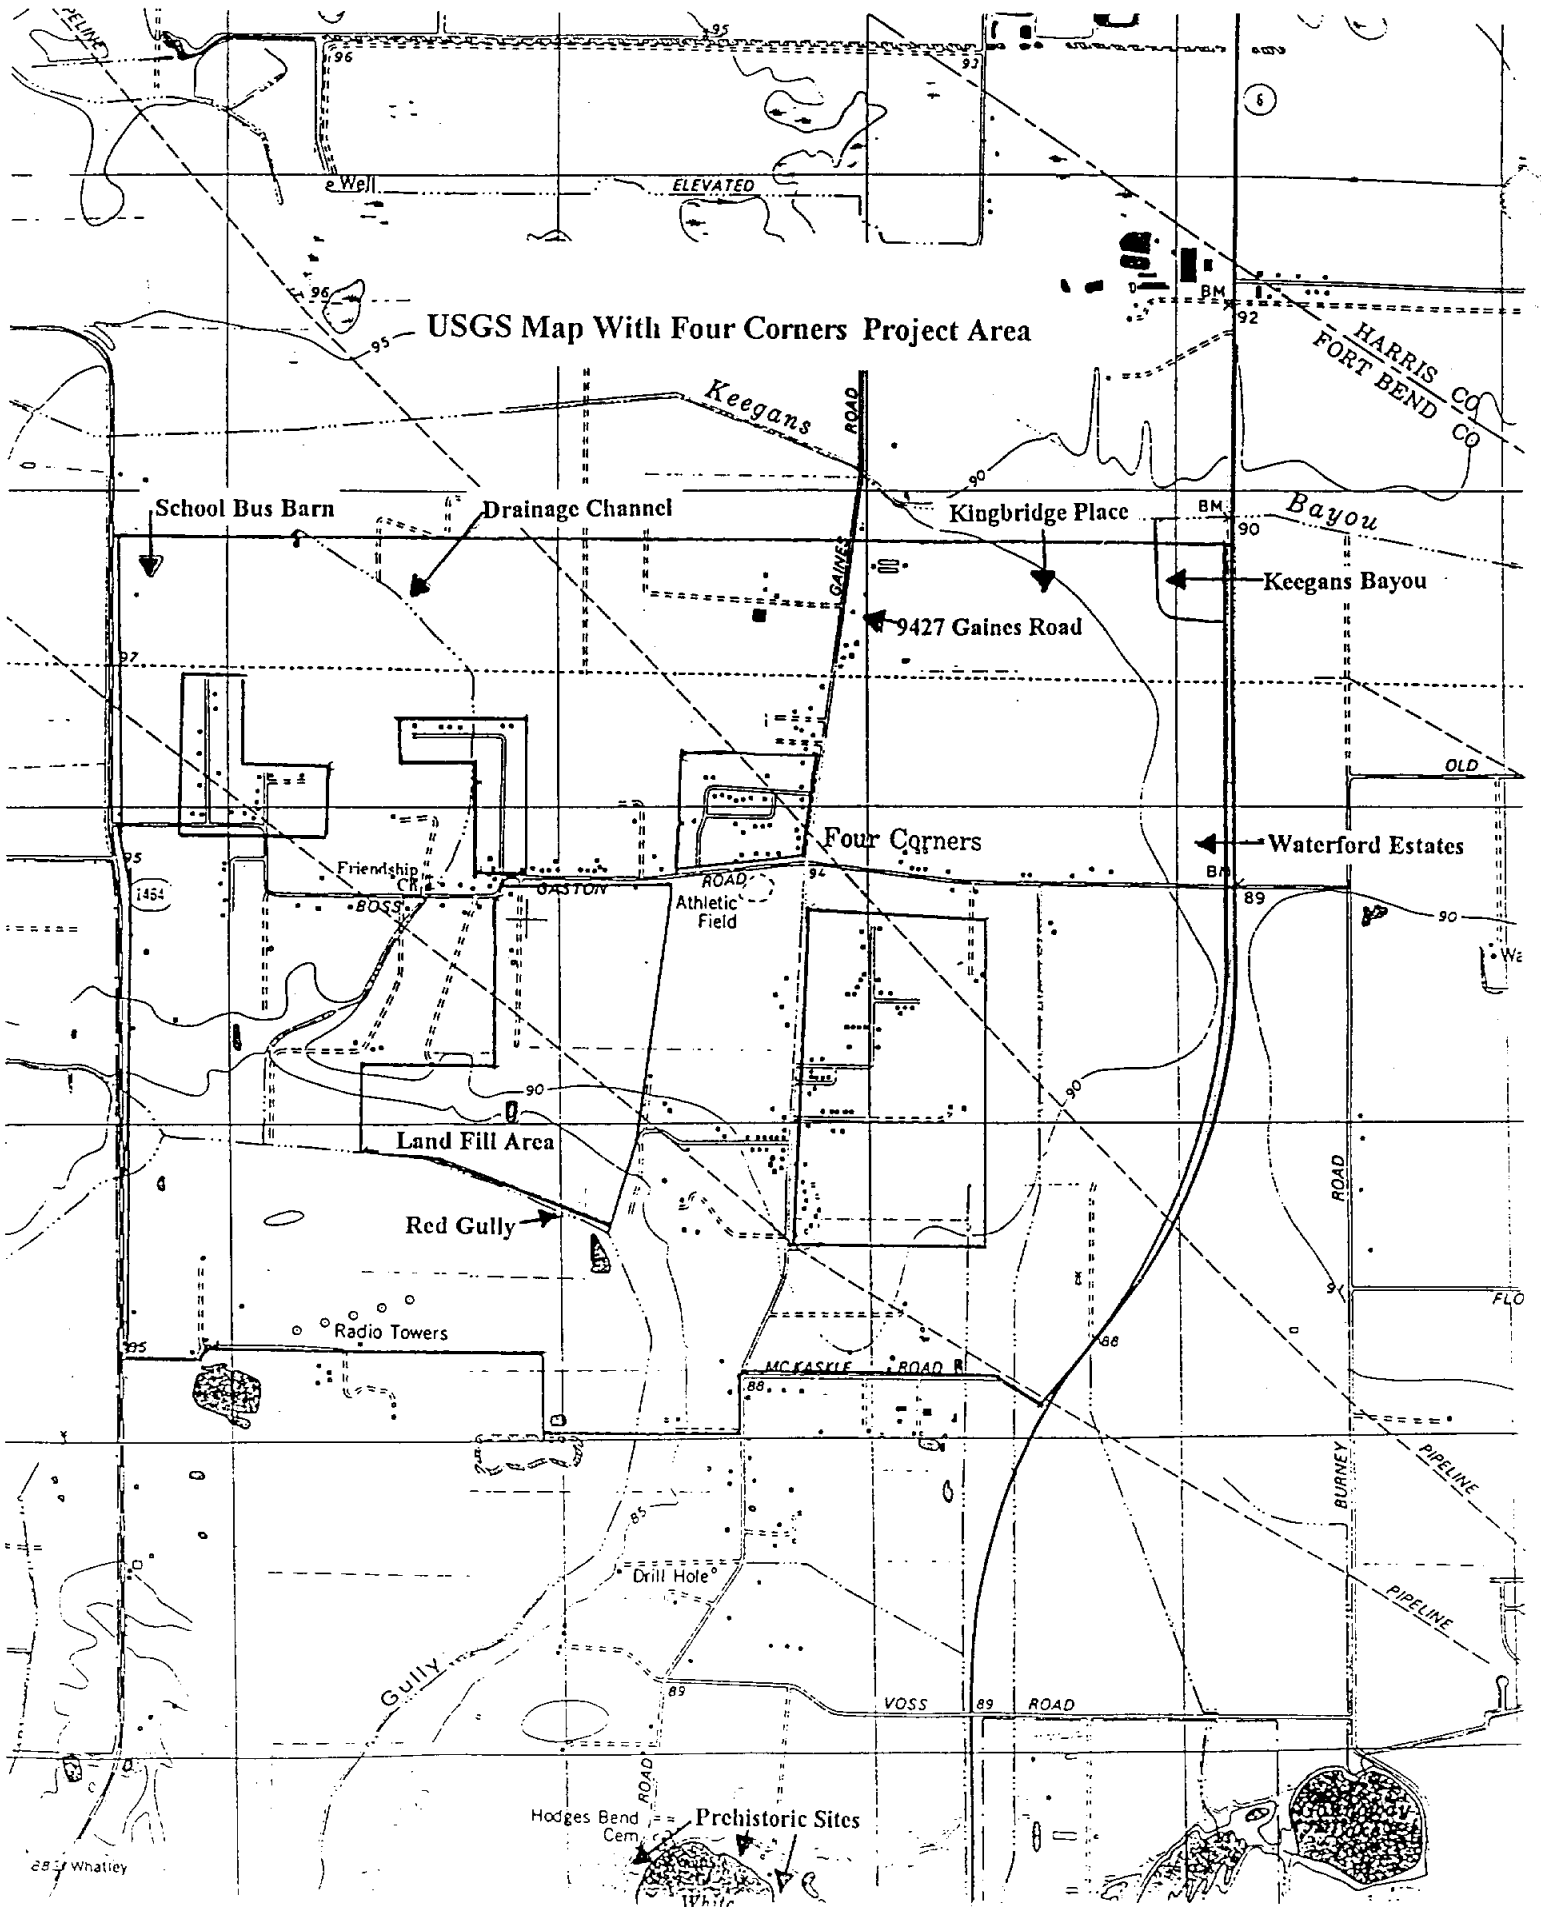 PELINE
95
96
93
6
Well
ELEVATED
96
BM
92
USGS Map With Four Corners Project Area
95
HARRIS CO
FORT BEND CO
Keegans
ROAD
90
School Bus Barn
Drainage Channel
Kingbridge Place
BM
90
Bayou
GAINES
Keegans Bayou
9427 Gaines Road
97
OLD
Four Corners
Waterford Estates
95
Friendship
Ch
1464
BOSS
GASTON
ROAD
94
BM
89
Athletic
Field
90
Wa
90
90
Land Fill Area
ROAD
Red Gully
91
FLO
Radio Towers
85
88
MC KASKLE ROAD
88
BURNEY
PIPELINE
85
Drill Hole
PIPELINE
Gully
89
VOSS
89
ROAD
ROAD
Hodges Bend
Cem
Prehistoric Sites
88
Whatley
White